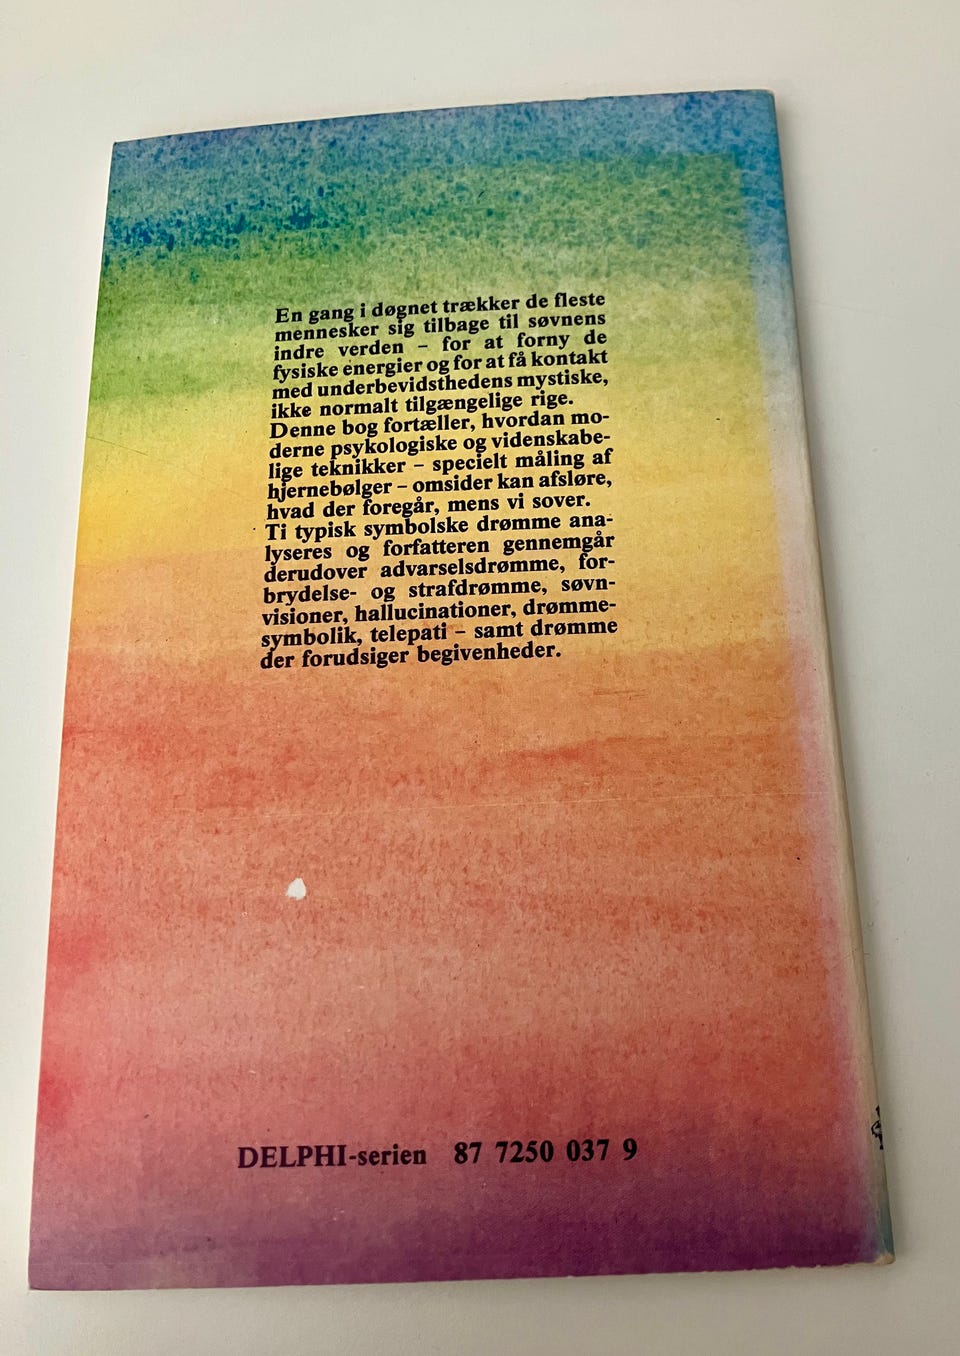 En gang i døgnet trækker de fleste
mennesker sig tilbage til søvnens
indre verden – for at forny de
fysiske energier og for at få kontakt
med underbevidsthedens mystiske,
ikke normalt tilgængelige rige.
Denne bog fortæller, hvordan mo-
derne psykologiske og videnskabe-
lige teknikker – specielt måling af
hjernebølger – omsider kan afsløre,
hvad der foregår, mens vi sover.
Ti typisk symbolske drømme ana-
lyseres og forfatteren gennemgår
derudover advarselsdrømme, for-
brydelse- og strafdrømme, søvn-
visioner, hallucinationer, drømme-
symbolik, telepati – samt drømme
der forudsiger begivenheder.
DELPHI-serien 87 7250 037 9